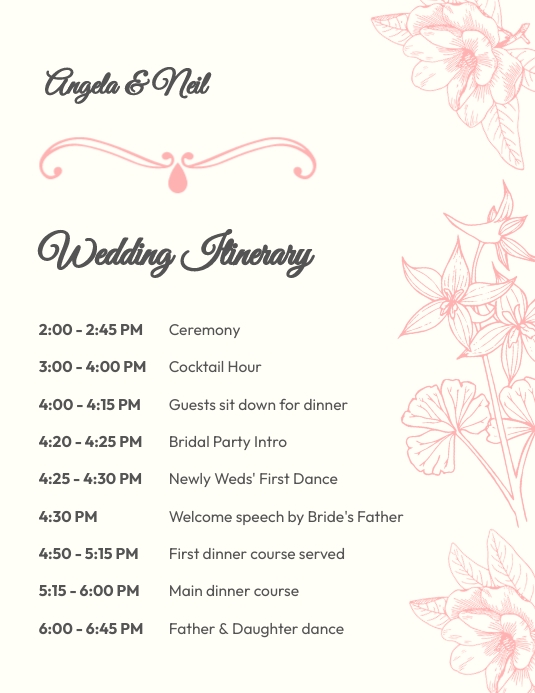 Angela & Neil
Wedding Itinerary
2:00 - 2:45 PM Ceremony
3:00 - 4:00 PM Cocktail Hour
4:00 - 4:15 PM Guests sit down for dinner
4:20 - 4:25 PM Bridal Party Intro
4:25 - 4:30 PM Newly Weds' First Dance
4:30 PM Welcome speech by Bride's Father
4:50 - 5:15 PM First dinner course served
5:15 - 6:00 PM Main dinner course
6:00 - 6:45 PM Father & Daughter dance